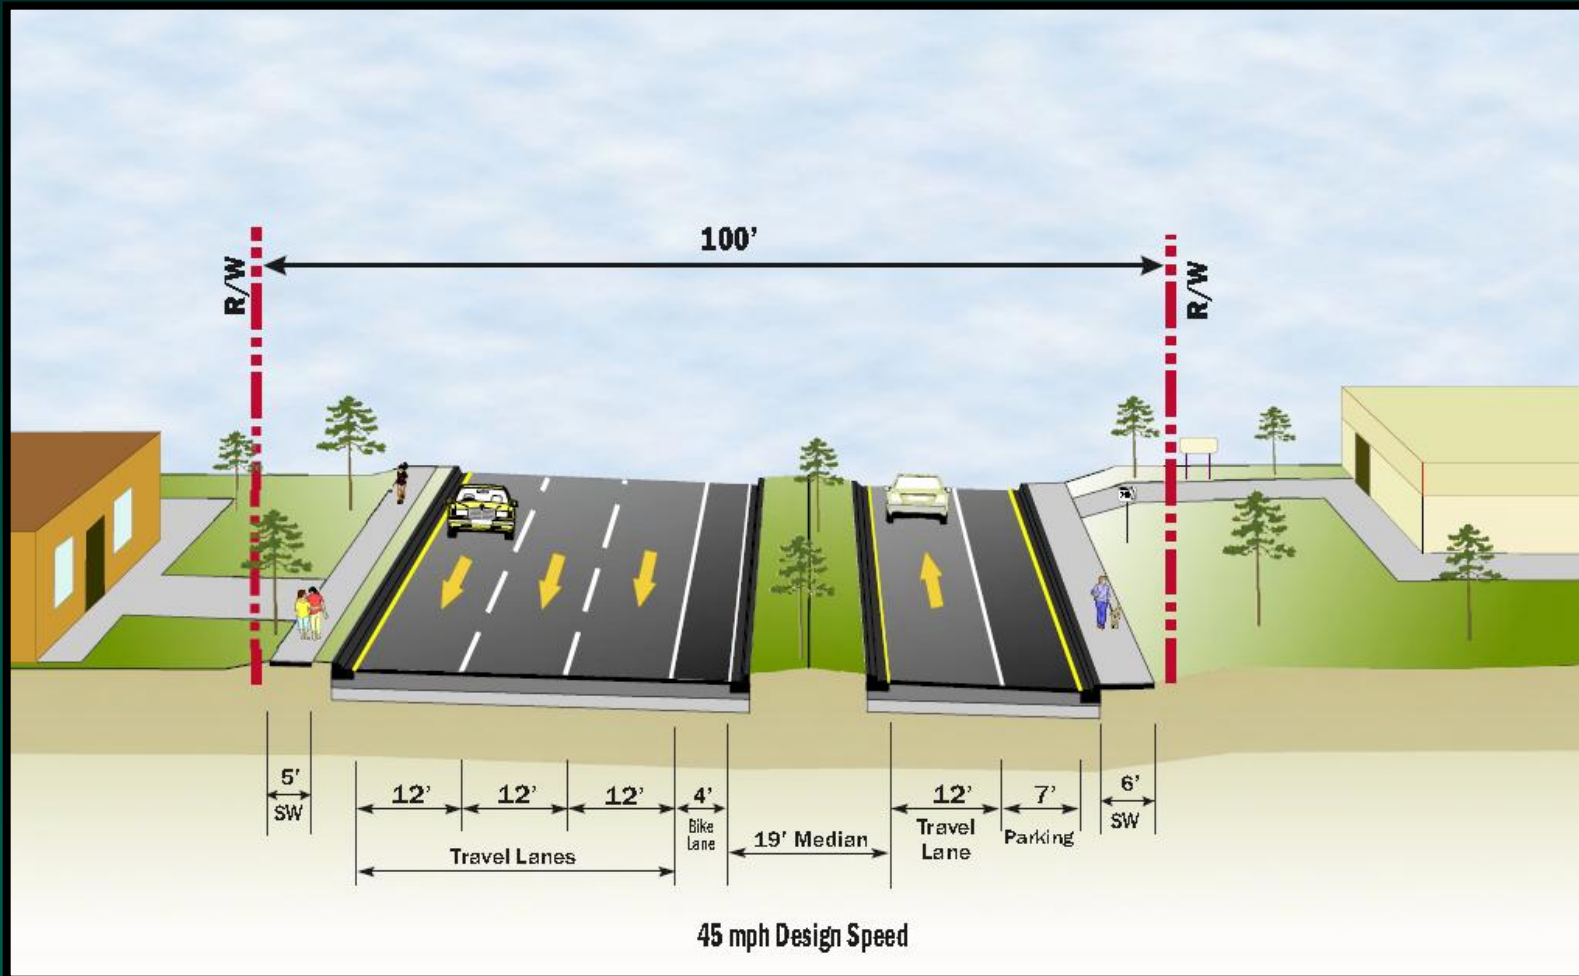 100'
R/W
R/W
5'
SW
12'
12'
12'
Travel Lanes
4'
Bike
Lane
19' Median
12'
Travel
Lane
7'
Parking
6'
SW
45 mph Design Speed